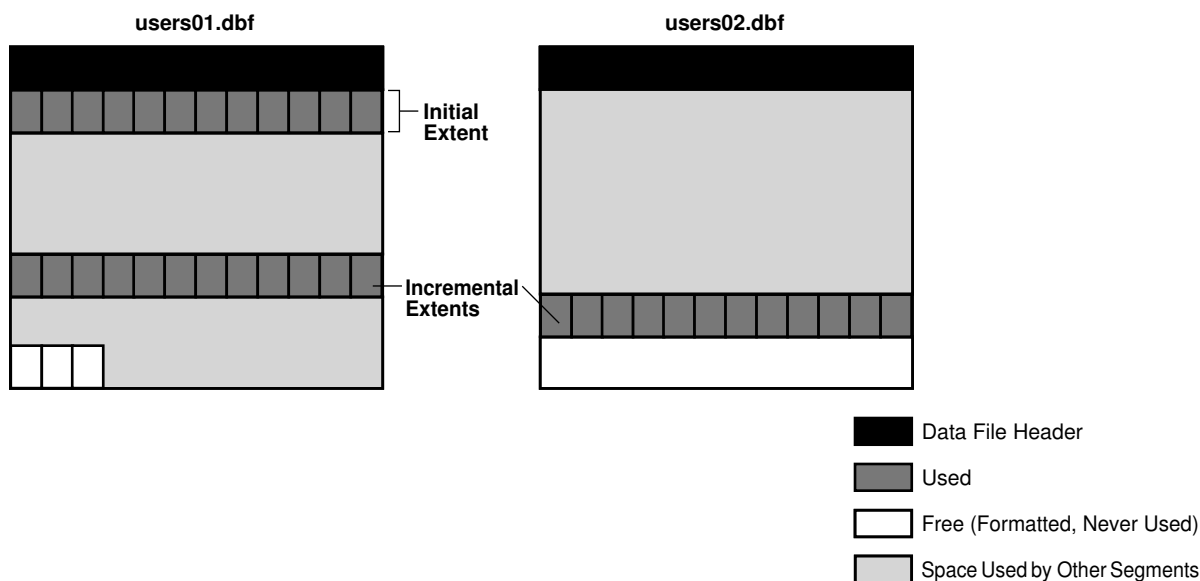 users01.dbf
users02.dbf
Initial
Extent
Incremental
Extents
Data File Header
Used
Free (Formatted, Never Used)
Space Used by Other Segments